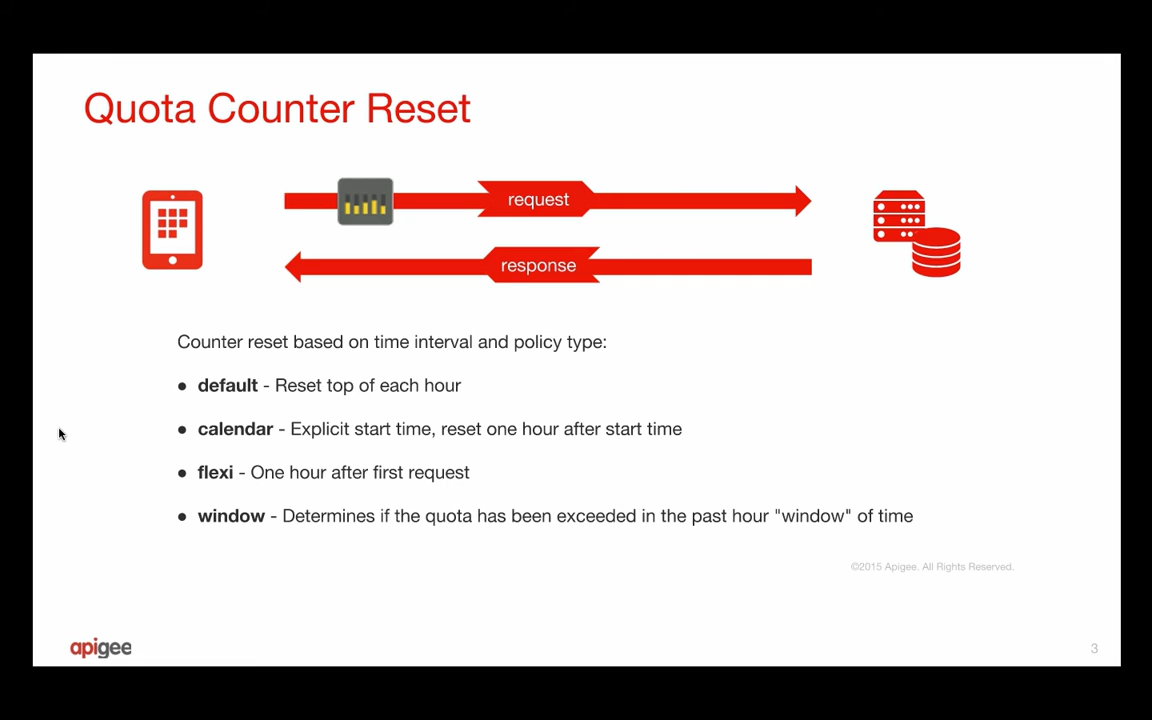 Quota Counter Reset
request
response
Counter reset based on time interval and policy type:
● default - Reset top of each hour
● calendar - Explicit start time, reset one hour after start time
● flexi - One hour after first request
● window - Determines if the quota has been exceeded in the past hour "window" of time
©2015 Apigee. All Rights Reserved.
apigee
3